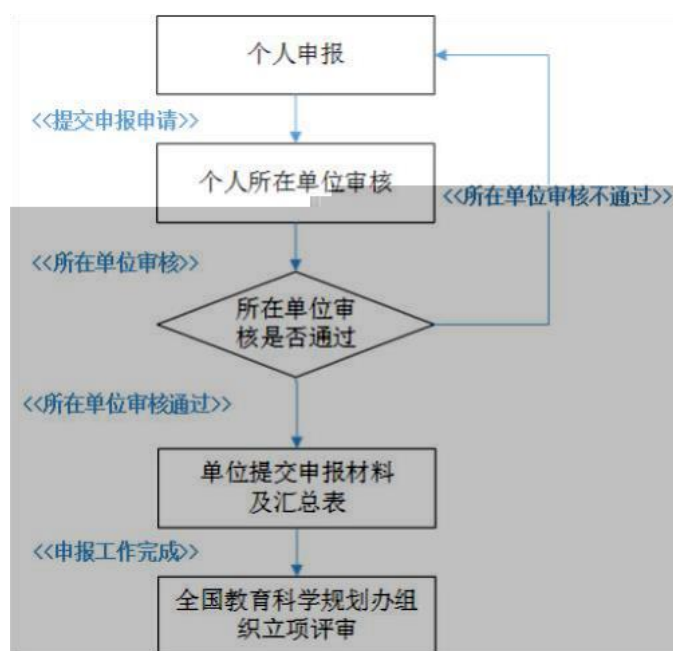 个人申报
<<提交申报申请>>
个人所在单位审核
<<所在单位审核不通过>>
<<所在单位审核>>
所在单位审
核是否通过
<<所在单位审核通过>>
单位提交申报材料
及汇总表
<<申报工作完成>>
全国教育科学规划办组
织立项评审